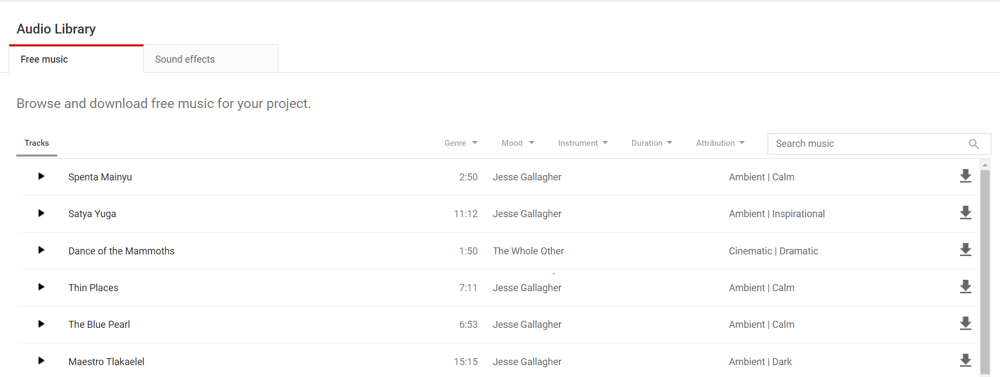 Audio Library
Free music Sound effects
Browse and download free music for your project.
Tracks Genre Mood Instrument Duration Attribution Search music
Spenta Mainyu 2:50 Jesse Gallagher Ambient | Calm
Satya Yuga 11:12 Jesse Gallagher Ambient | Inspirational
Dance of the Mammoths 1:50 The Whole Other Cinematic | Dramatic
Thin Places 7:11 Jesse Gallagher Ambient | Calm
The Blue Pearl 6:53 Jesse Gallagher Ambient | Calm
Maestro Tlakaelel 15:15 Jesse Gallagher Ambient | Dark